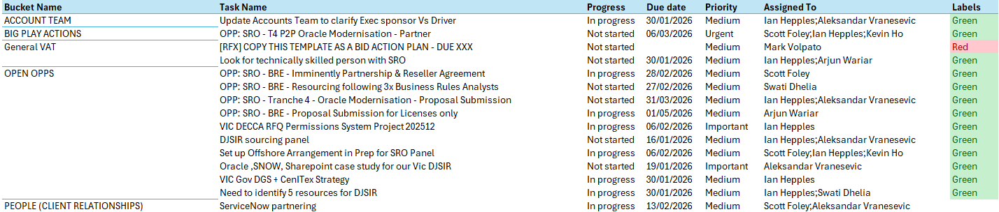 Bucket Name Task Name Progress Due date Priority Assigned To Labels
ACCOUNT TEAM Update Accounts Team to clarify Exec sponsor Vs Driver In progress 30/01/2026 Medium Ian Hepples;Aleksandar Vranesevic Green
BIG PLAY ACTIONS OPP: SRO - T4 P2P Oracle Modernisation - Partner Not started 06/03/2026 Urgent Scott Foley;Ian Hepples;Kevin Ho Green
General VAT [RFX] COPY THIS TEMPLATE AS A BID ACTION PLAN - DUE XXX Not started Medium Mark Volpato Red
Look for technically skilled person with SRO Not started 30/01/2026 Medium Ian Hepples;Arjun Wariar Green
OPEN OPPS OPP: SRO - BRE - Imminently Partnership & Reseller Agreement In progress 28/02/2026 Medium Scott Foley Green
OPP: SRO - BRE - Resourcing following 3x Business Rules Analysts Not started 27/02/2026 Medium Swati Dhelia Green
OPP: SRO - Tranche 4 - Oracle Modernisation - Proposal Submission Not started 31/03/2026 Medium Ian Hepples;Aleksandar Vranesevic Green
OPP: SRO - BRE - Proposal Submission for Licenses only In progress 01/05/2026 Medium Arjun Wariar Green
VIC DECCA RFQ Permissions System Project 202512 In progress 06/02/2026 Important Ian Hepples Green
DJSIR sourcing panel Not started 16/01/2026 Medium Ian Hepples;Aleksandar Vranesevic Green
Set up Offshore Arrangement in Prep for SRO Panel In progress 06/02/2026 Medium Scott Foley;Ian Hepples;Kevin Ho Green
Oracle ,SNOW, Sharepoint case study for our Vic DJSIR Not started 19/01/2026 Important Aleksandar Vranesevic Green
VIC Gov DGS + CenITex Strategy In progress 30/01/2026 Medium Ian Hepples Green
Need to identify 5 resources for DJSIR In progress 30/01/2026 Medium Ian Hepples;Swati Dhelia Green
PEOPLE (CLIENT RELATIONSHIPS) ServiceNow partnering In progress 13/02/2026 Medium Scott Foley;Aleksandar Vranesevic Green